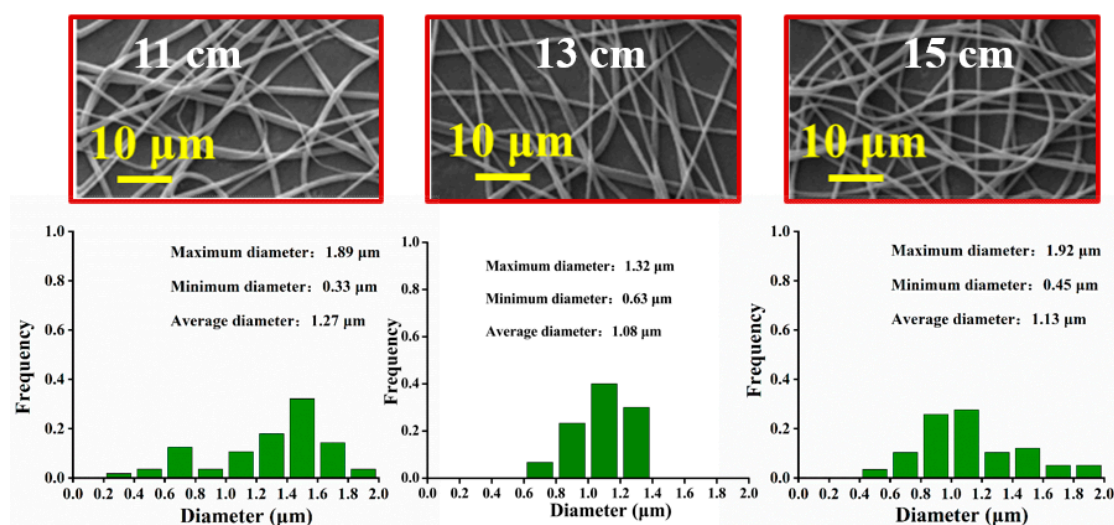 11 cm
10 μm
13 cm
10 μm
15 cm
10 μm
1.0
0.8
0.6
0.4
0.2
0.0
Frequency
Maximum diameter：1.89 μm
Minimum diameter：0.33 μm
Average diameter：1.27 μm
0.0 0.2 0.4 0.6 0.8 1.0 1.2 1.4 1.6 1.8 2.0
Diameter (μm)
1.0
0.8
0.6
0.4
0.2
0.0
Frequency
Maximum diameter：1.32 μm
Minimum diameter：0.63 μm
Average diameter：1.08 μm
0.0 0.2 0.4 0.6 0.8 1.0 1.2 1.4 1.6 1.8 2.0
Diameter (μm)
1.0
0.8
0.6
0.4
0.2
0.0
Frequency
Maximum diameter：1.92 μm
Minimum diameter：0.45 μm
Average diameter：1.13 μm
0.0 0.2 0.4 0.6 0.8 1.0 1.2 1.4 1.6 1.8 2.0
Diameter (μm)